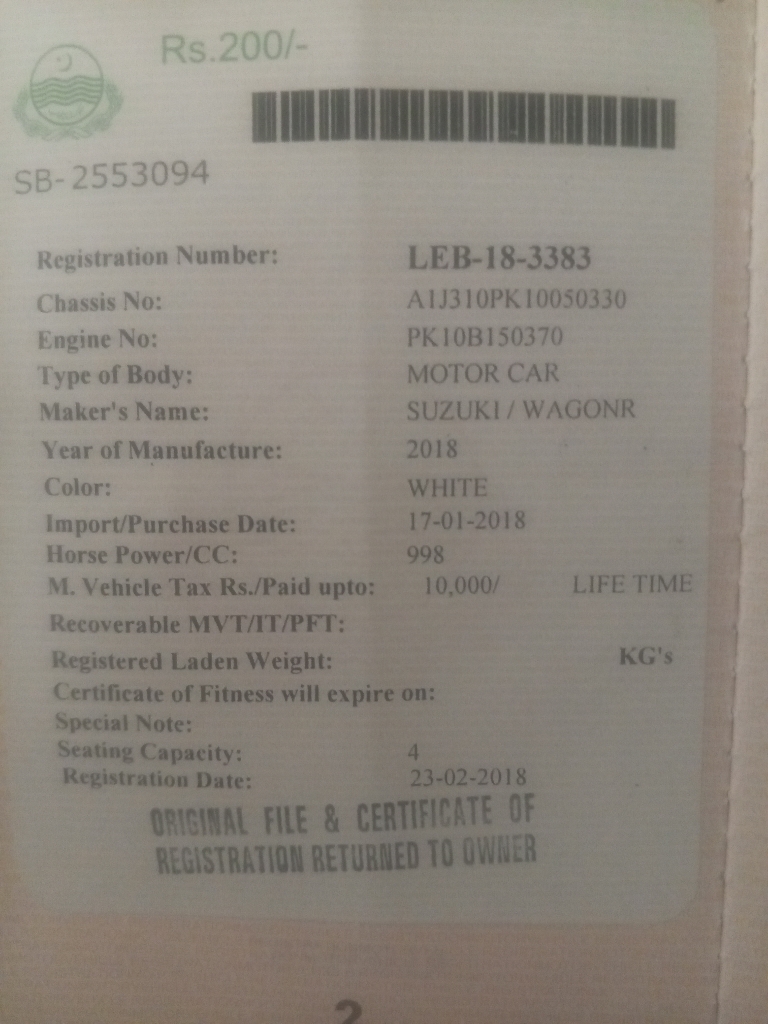 Rs.200/-
SB-2553094
Registration Number: LEB-18-3383
Chassis No: A1J310PK10050330
Engine No: PK10B150370
Type of Body: MOTOR CAR
Maker's Name: SUZUKI / WAGONR
Year of Manufacture: 2018
Color: WHITE
Import/Purchase Date: 17-01-2018
Horse Power/CC: 998
M. Vehicle Tax Rs./Paid upto: 10,000/ LIFE TIME
Recoverable MVT/IT/PFT:
Registered Laden Weight: KG's
Certificate of Fitness will expire on:
Special Note:
Seating Capacity: 4
Registration Date: 23-02-2018
ORIGINAL FILE & CERTIFICATE OF
REGISTRATION RETURNED TO OWNER
2